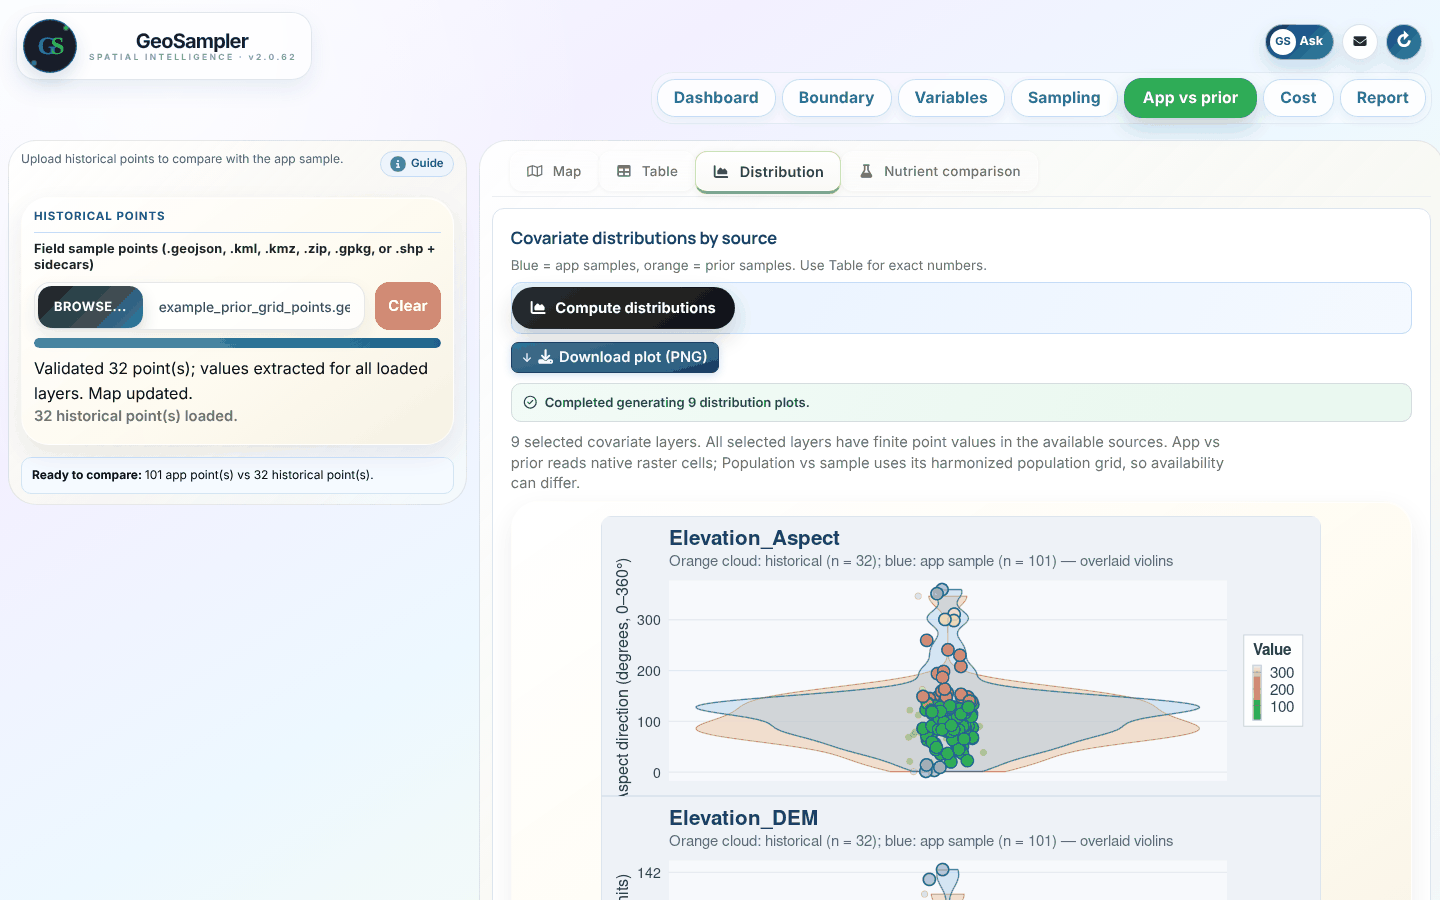 GS
GeoSampler
SPATIAL INTELLIGENCE · v2.0.62
GS Ask
Dashboard
Boundary
Variables
Sampling
App vs prior
Cost
Report
Upload historical points to compare with the app sample.
Guide
HISTORICAL POINTS
Field sample points (.geojson, .kml, .kmz, .zip, .gpkg, or .shp +
sidecars)
BROWSE...
example_prior_grid_points.ge
Clear
Validated 32 point(s); values extracted for all loaded
layers. Map updated.
32 historical point(s) loaded.
Ready to compare: 101 app point(s) vs 32 historical point(s).
Map
Table
Distribution
Nutrient comparison
Covariate distributions by source
Blue = app samples, orange = prior samples. Use Table for exact numbers.
Compute distributions
Download plot (PNG)
Completed generating 9 distribution plots.
9 selected covariate layers. All selected layers have finite point values in the available sources. App vs
prior reads native raster cells; Population vs sample uses its harmonized population grid, so availability
can differ.
Elevation_Aspect
Orange cloud: historical (n = 32); blue: app sample (n = 101) — overlaid violins
Aspect direction (degrees, 0–360°)
300
200
100
0
Value
300
200
100
Elevation_DEM
Orange cloud: historical (n = 32); blue: app sample (n = 101) — overlaid violins
142